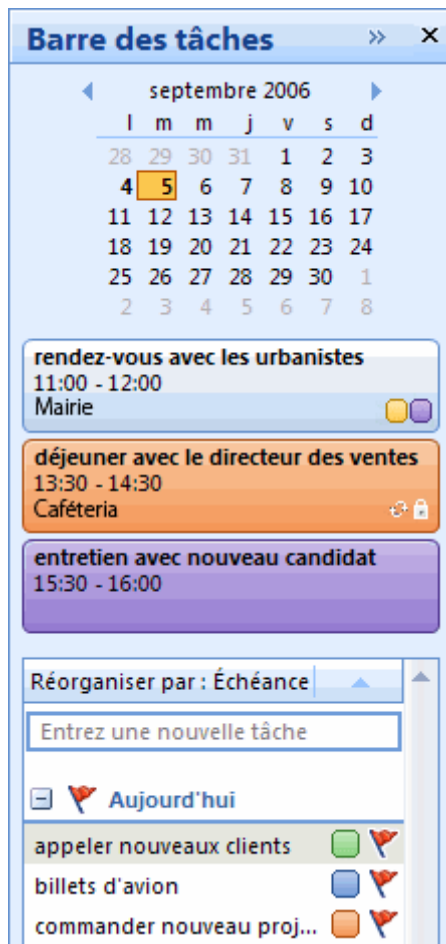 Barre des tâches
septembre 2006
l m m j v s d
28 29 30 31 1 2 3
4 5 6 7 8 9 10
11 12 13 14 15 16 17
18 19 20 21 22 23 24
25 26 27 28 29 30 1
2 3 4 5 6 7 8
rendez-vous avec les urbanistes
11:00 - 12:00
Mairie
déjeuner avec le directeur des ventes
13:30 - 14:30
Caféteria
entretien avec nouveau candidat
15:30 - 16:00
Réorganiser par : Échéance
Entrez une nouvelle tâche
Aujourd'hui
appeler nouveaux clients
billets d'avion
commander nouveau proj...